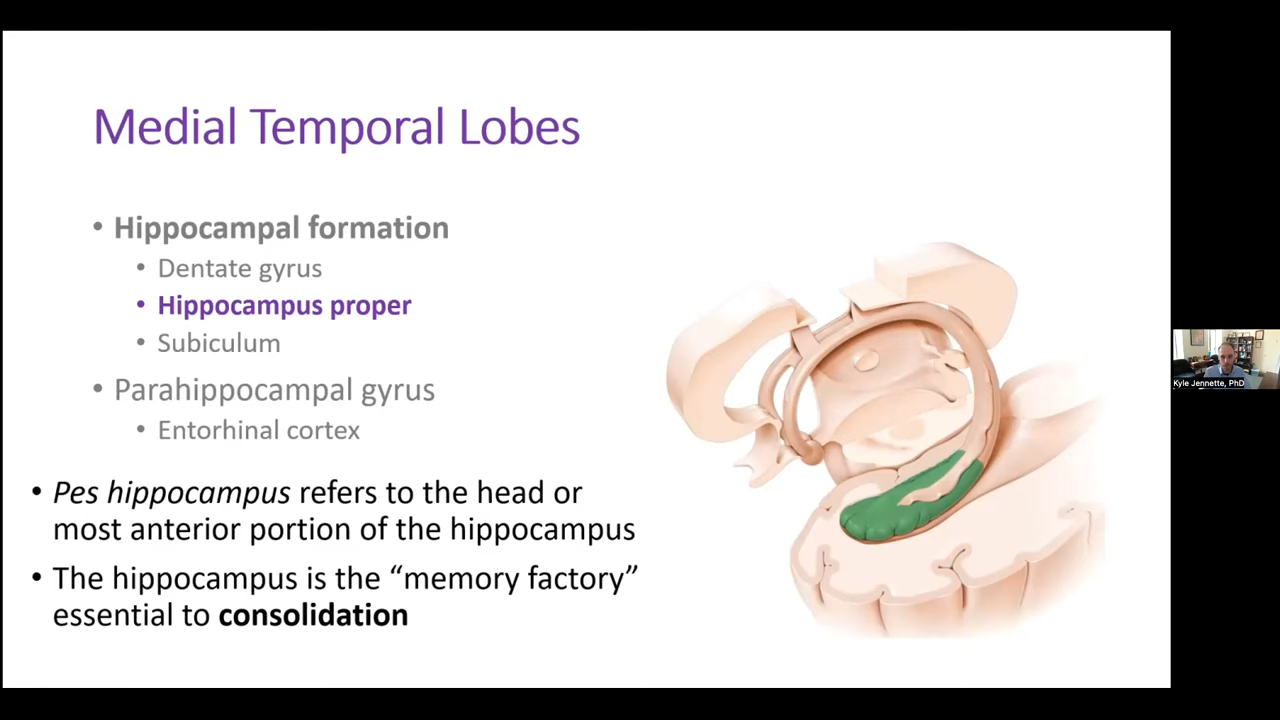 Medial Temporal Lobes
• Hippocampal formation
• Dentate gyrus
• Hippocampus proper
• Subiculum
• Parahippocampal gyrus
• Entorhinal cortex
• Pes hippocampus refers to the head or
most anterior portion of the hippocampus
• The hippocampus is the “memory factory”
essential to consolidation
Kyle Jennette, PhD